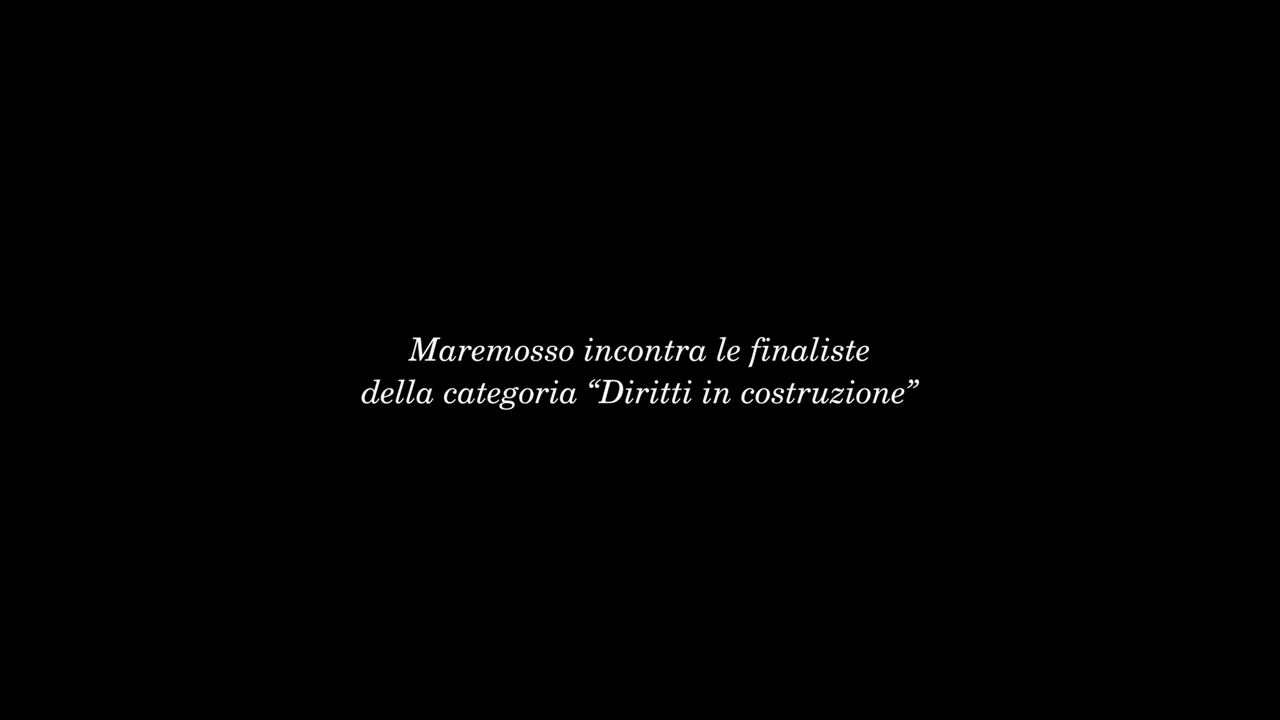 Maremosso incontra le finaliste
della categoria “Diritti in costruzione”